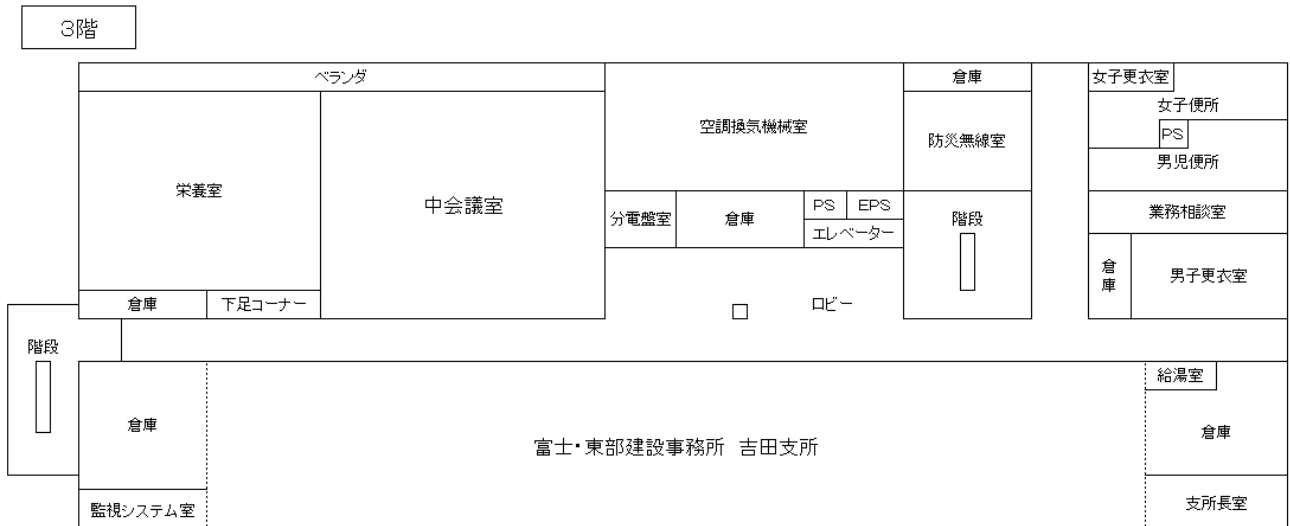 3階
ベランダ
倉庫
女子更衣室
女子便所
空調換気機械室
PS
防災無線室
男児便所
栄養室
中会議室
分電盤室
倉庫
PS
EPS
エレベーター
階段
業務相談室
倉庫
男子更衣室
倉庫
下足コーナー
ロビー
階段
給湯室
倉庫
倉庫
富士・東部建設事務所 吉田支所
監視システム室
支所長室